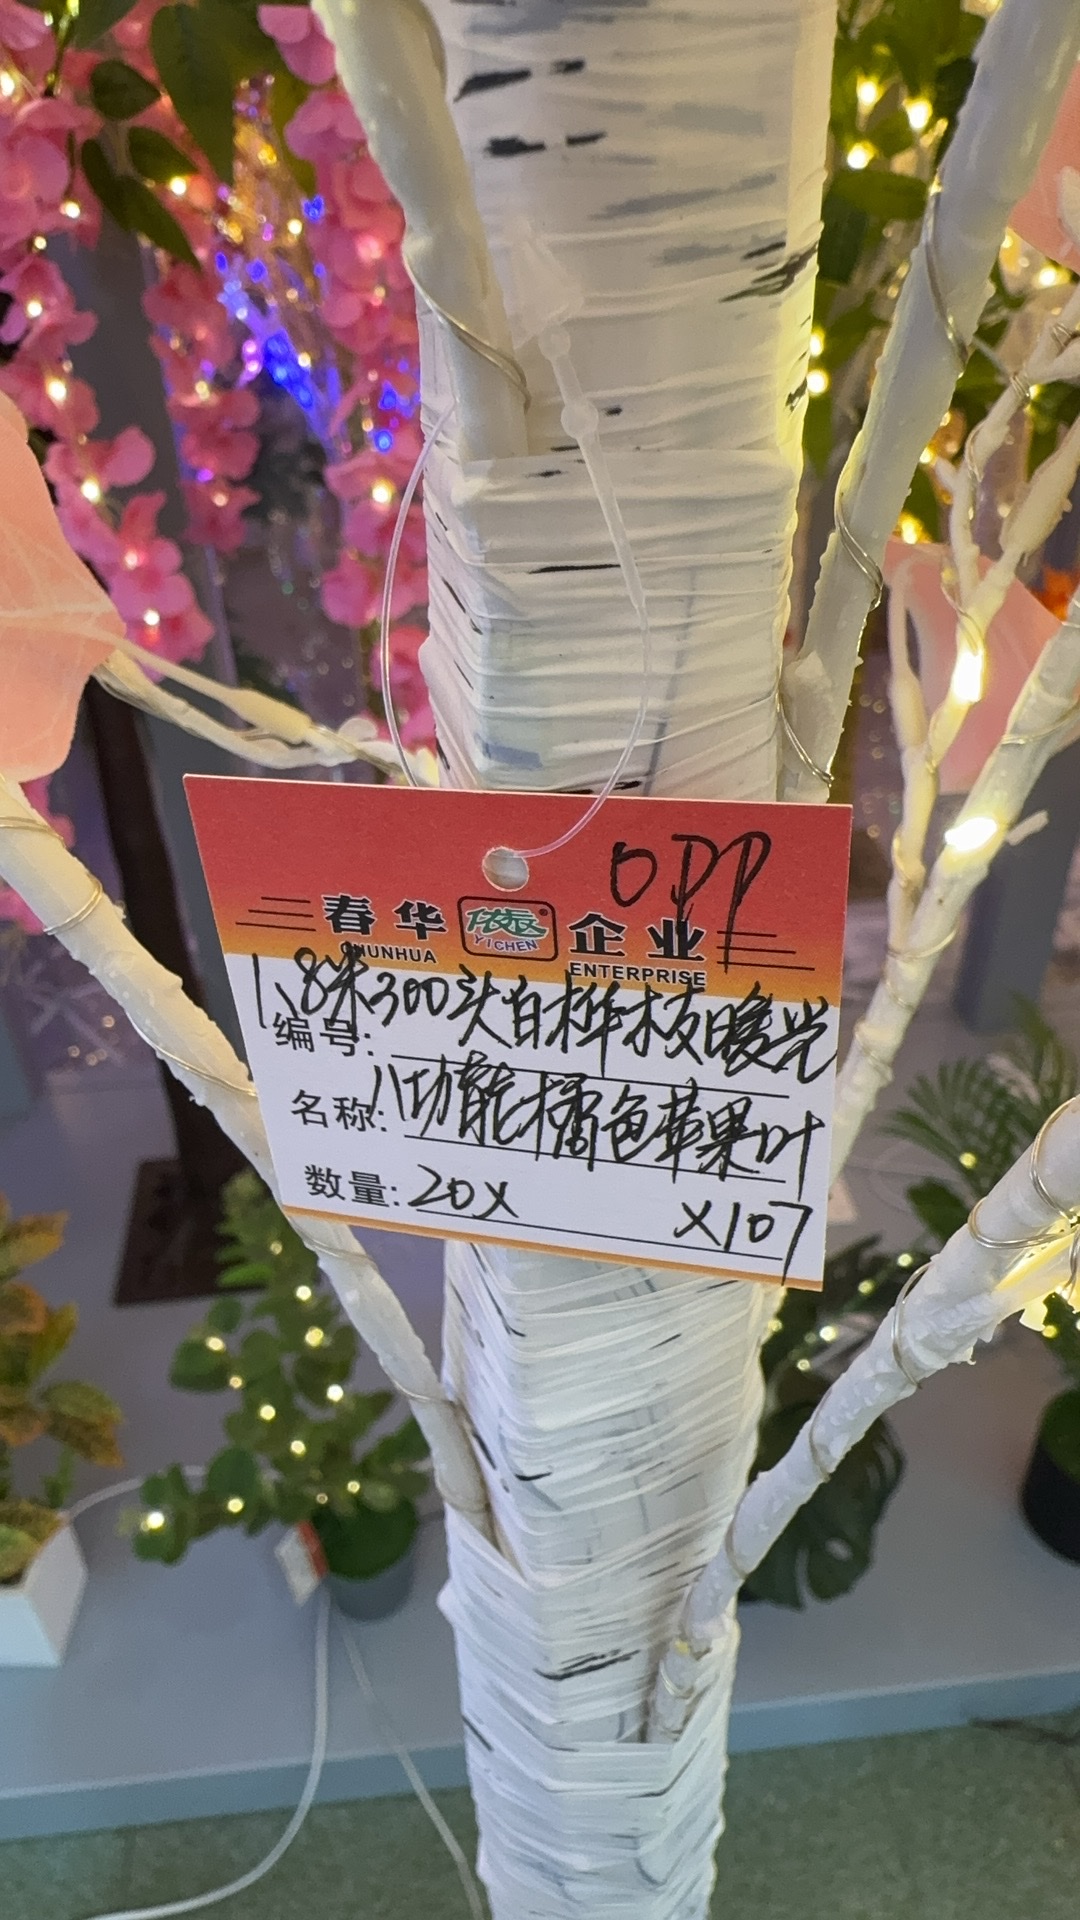 OPP
春华 依辰® 企业
YICHEN
CHUNHUA ENTERPRISE
1.8米300头白桦树暖光
编号:
八功能橘色苹果叶
名称:
数量: 20X X107